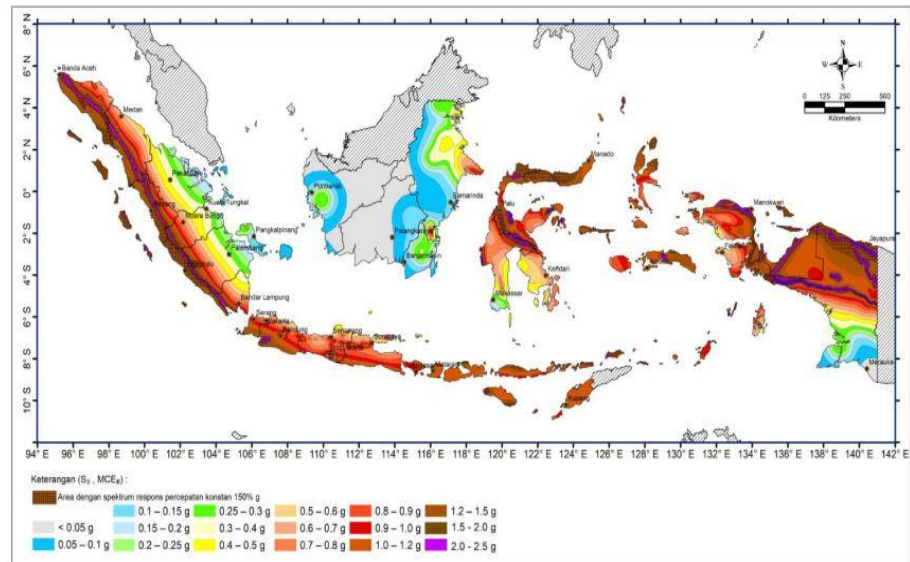 8° N
6° N
4° N
2° N
0°
2° S
4° S
6° S
8° S
10° S
N
W E
S
0 125 250 500
Kilometers
Banda Aceh
Medan
Kuala Tungkal
Muara Bungo
Pangkalpinang
Palembang
Bandar Lampung
Serang
Bandung
Semarang
Surabaya
Pontianak
Samarinda
Palangkaraya
Banjarmasin
Manado
Palu
Kendari
Makassar
Kupang
Manokwari
Jayapura
Merauke
94° E 96° E 98° E 100° E 102° E 104° E 106° E 108° E 110° E 112° E 114° E 116° E 118° E 120° E 122° E 124° E 126° E 128° E 130° E 132° E 134° E 136° E 138° E 140° E 142° E
Keterangan (SS , MCER) :
Area dengan spektrum respons percepatan konstan 150% g
0.1 – 0.15 g 0.25 – 0.3 g 0.5 – 0.6 g 0.8 – 0.9 g 1.2 – 1.5 g
< 0.05 g 0.15 – 0.2 g 0.3 – 0.4 g 0.6 – 0.7 g 0.9 – 1.0 g 1.5 - 2.0 g
0.05 – 0.1 g 0.2 – 0.25 g 0.4 – 0.5 g 0.7 – 0.8 g 1.0 – 1.2 g 2.0 - 2.5 g